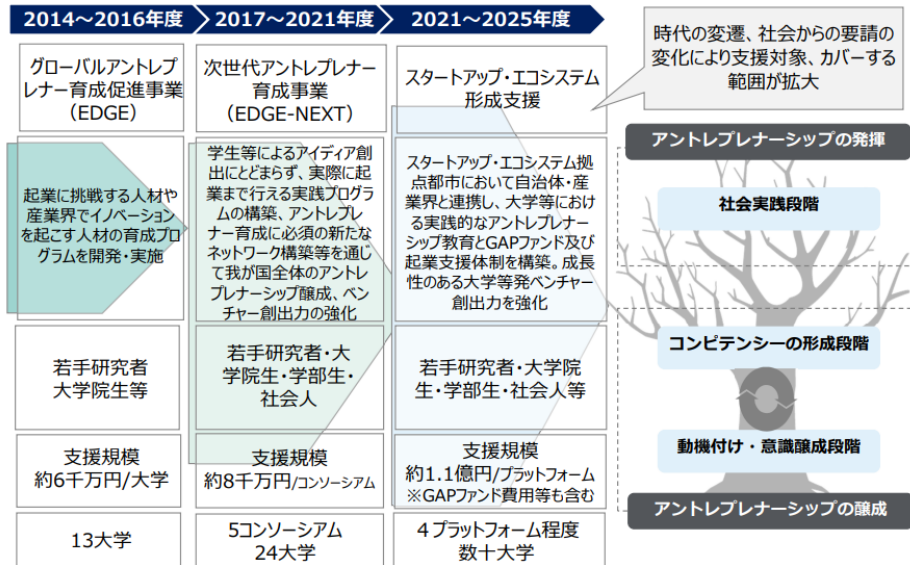 2014～2016年度
2017～2021年度
2021～2025年度
時代の変遷、社会からの要請の
変化により支援対象、カバーする
範囲が拡大
グローバルアントレプ
レナー育成促進事業
（EDGE）
次世代アントレプレナー
育成事業
（EDGE-NEXT）
スタートアップ・エコシステム
形成支援
起業に挑戦する人材や
産業界でイノベーション
を起こす人材の育成プロ
グラムを開発・実施
学生等によるアイディア創
出にとどまらず、実際に起
業まで行える実践プログラ
ムの構築、アントレプレ
ナー育成に必須の新たな
ネットワーク構築等を通じ
て我が国全体のアントレ
プレナーシップ醸成、ベン
チャー創出力の強化
スタートアップ・エコシステム拠
点都市において自治体・産
業界と連携し、大学等におけ
る実践的なアントレプレナー
シップ教育とGAPファンド及び
起業支援体制を構築。成長
性のある大学等発ベンチャー
創出力を強化
若手研究者
大学院生等
若手研究者・大
学院生・学部生・
社会人
若手研究者・大学院
生・学部生・社会人等
支援規模
約6千万円/大学
支援規模
約8千万円/コンソーシアム
支援規模
約1.1億円/プラットフォーム
※GAPファンド費用等も含む
13大学
5コンソーシアム
24大学
４プラットフォーム程度
数十大学
アントレプレナーシップの発揮
社会実践段階
コンピテンシーの形成段階
動機付け・意識醸成段階
アントレプレナーシップの醸成